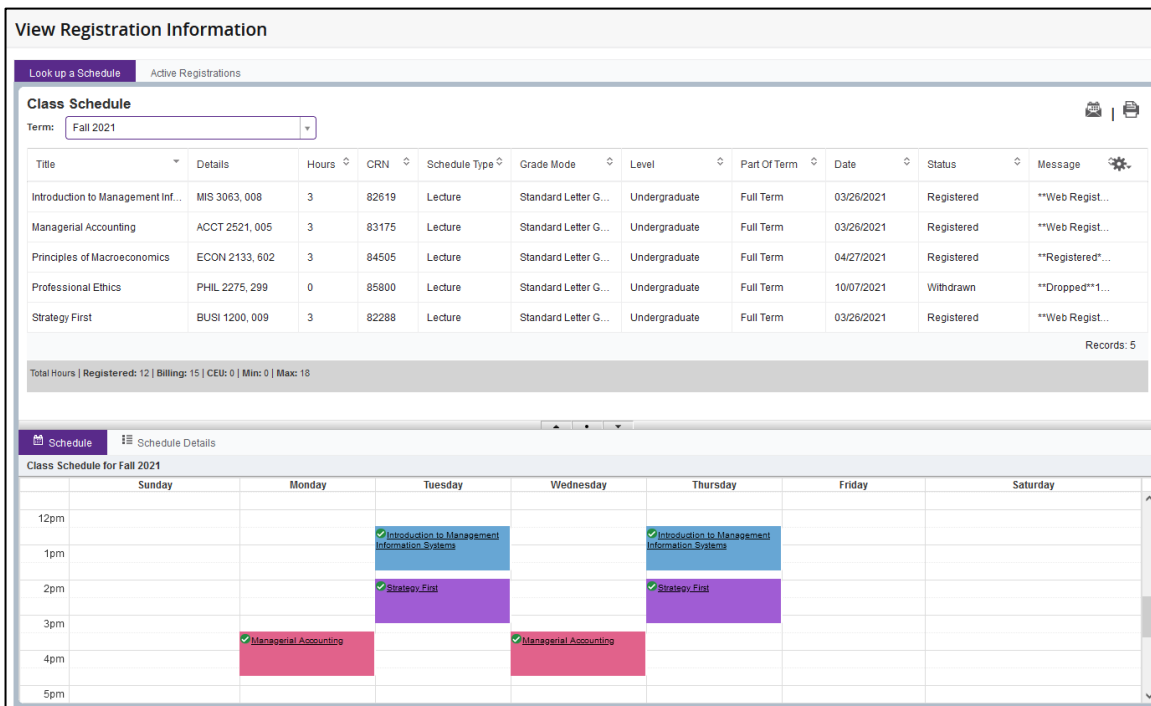 View Registration Information
Look up a Schedule Active Registrations
Class Schedule
Term: Fall 2021
Title Details Hours CRN Schedule Type Grade Mode Level Part Of Term Date Status Message
Introduction to Management Inf... MIS 3063, 008 3 82619 Lecture Standard Letter G... Undergraduate Full Term 03/26/2021 Registered **Web Regist...
Managerial Accounting ACCT 2521, 005 3 83175 Lecture Standard Letter G... Undergraduate Full Term 03/26/2021 Registered **Web Regist...
Principles of Macroeconomics ECON 2133, 602 3 84505 Lecture Standard Letter G... Undergraduate Full Term 04/27/2021 Registered **Registered*...
Professional Ethics PHIL 2275, 299 0 85800 Lecture Standard Letter G... Undergraduate Full Term 10/07/2021 Withdrawn **Dropped**1...
Strategy First BUSI 1200, 009 3 82288 Lecture Standard Letter G... Undergraduate Full Term 03/26/2021 Registered **Web Regist...
Records: 5
Total Hours | Registered: 12 | Billing: 15 | CEU: 0 | Min: 0 | Max: 18
Schedule Schedule Details
Class Schedule for Fall 2021
Sunday Monday Tuesday Wednesday Thursday Friday Saturday
12pm
Introduction to Management Introduction to Management
Information Systems Information Systems
1pm
2pm Strategy First Strategy First
3pm
Managerial Accounting Managerial Accounting
4pm
5pm